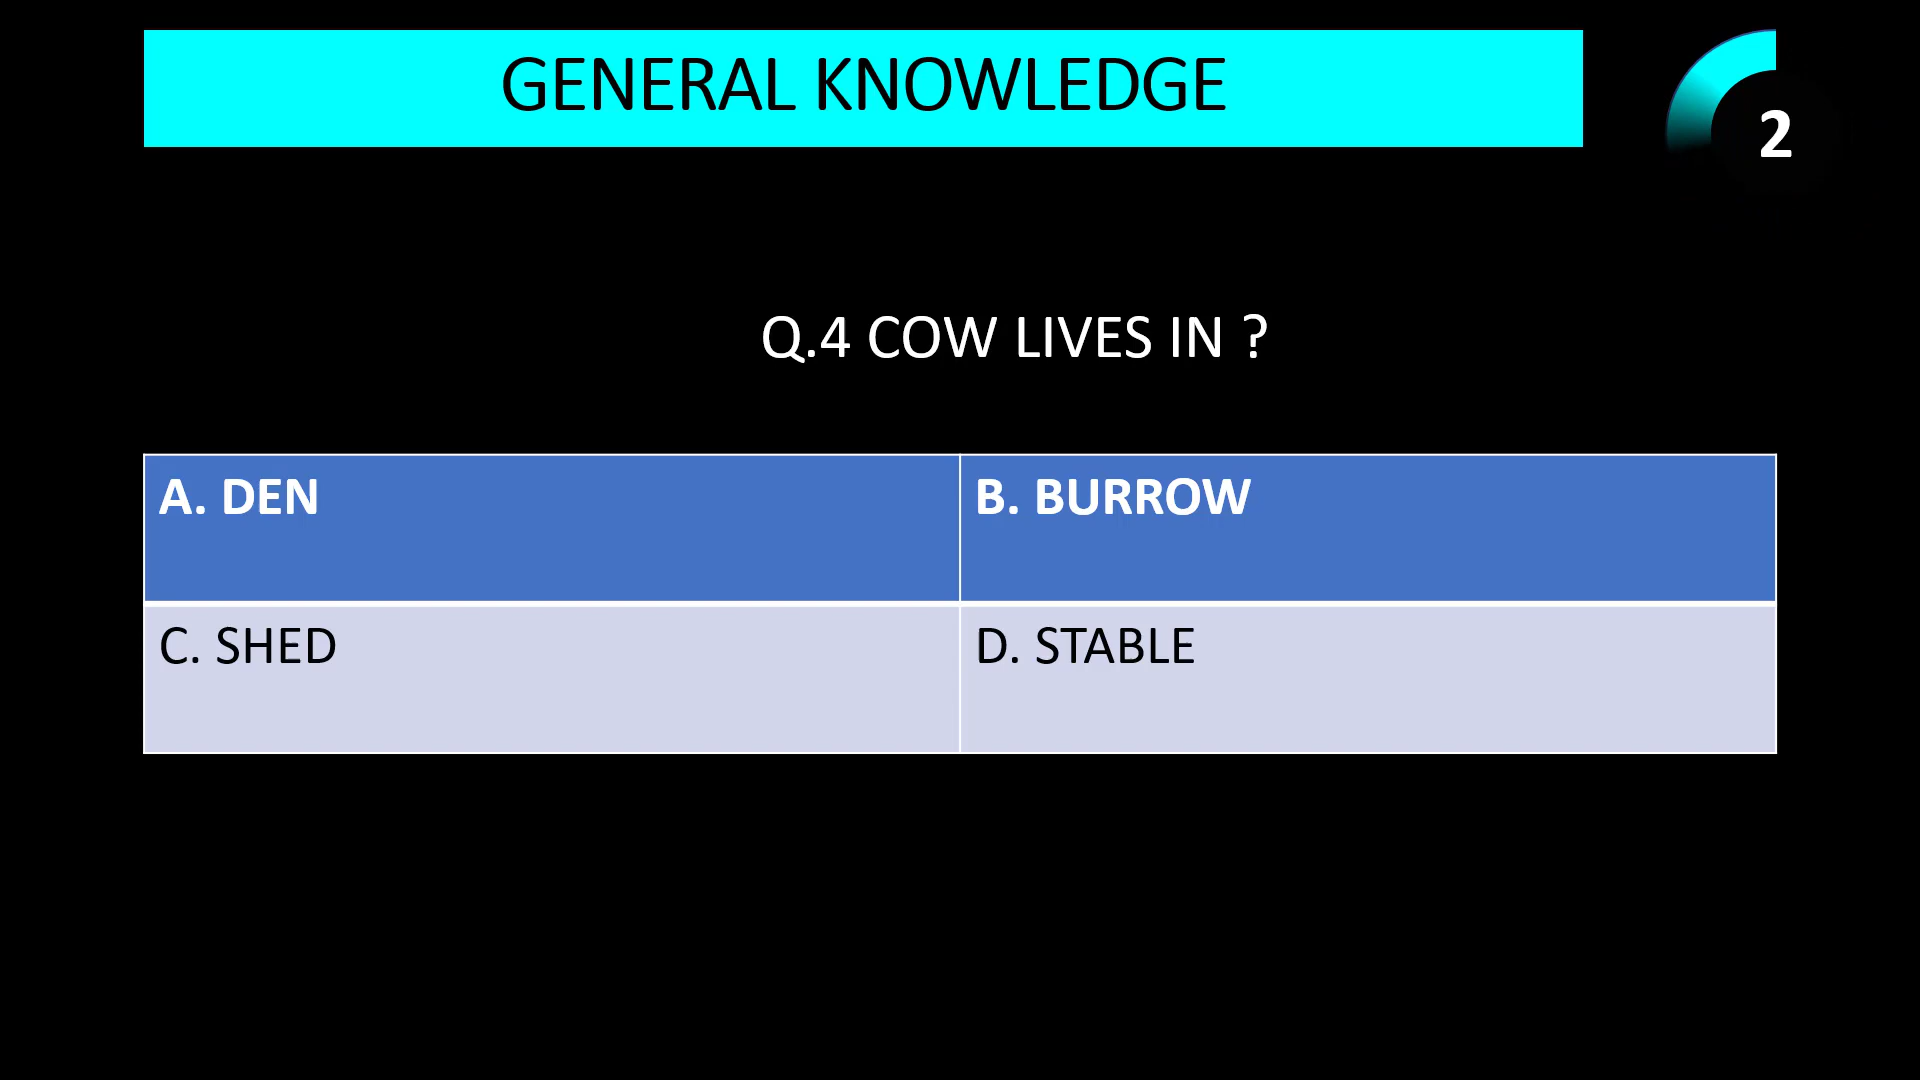 GENERAL KNOWLEDGE
2
Q.4 COW LIVES IN ?
A. DEN
B. BURROW
C. SHED
D. STABLE